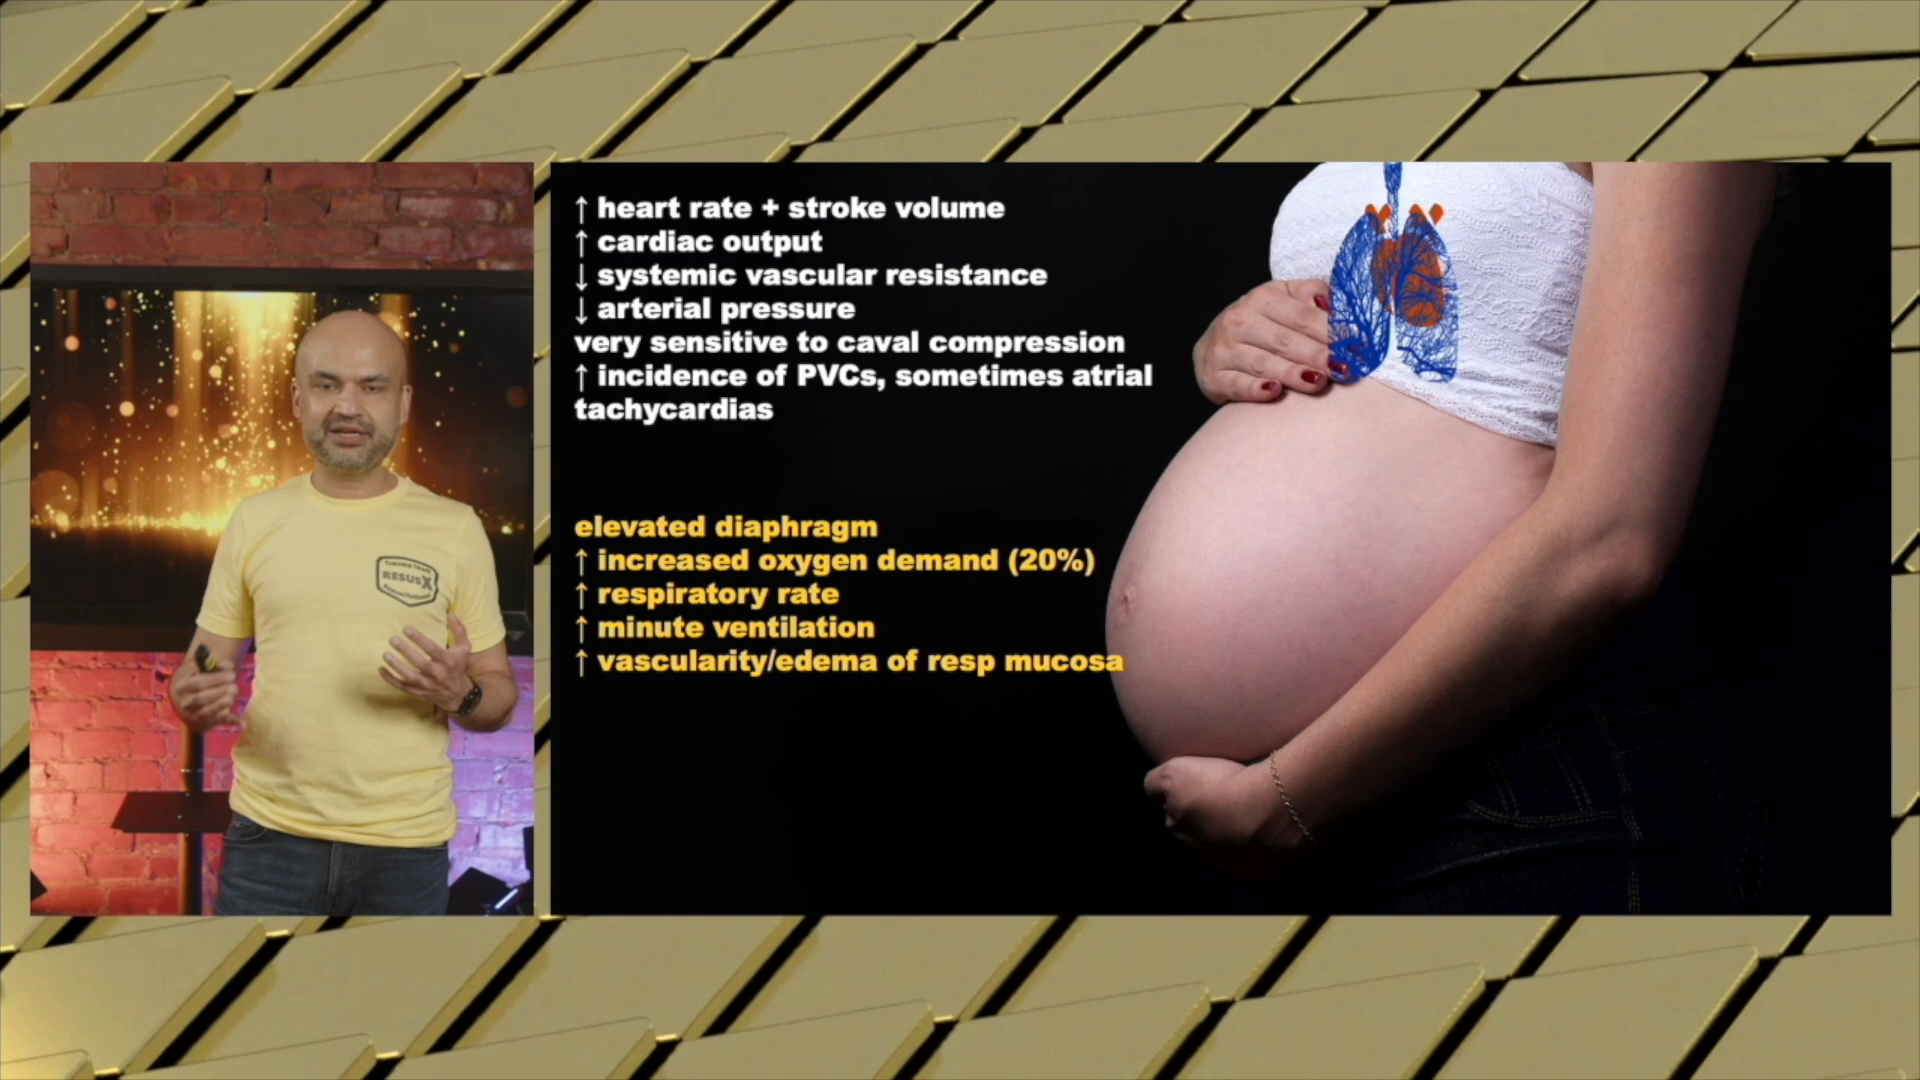 ↑ heart rate + stroke volume
↑ cardiac output
↓ systemic vascular resistance
↓ arterial pressure
very sensitive to caval compression
↑ incidence of PVCs, sometimes atrial
tachycardias
elevated diaphragm
↑ increased oxygen demand (20%)
↑ respiratory rate
↑ minute ventilation
↑ vascularity/edema of resp mucosa
RESUSX